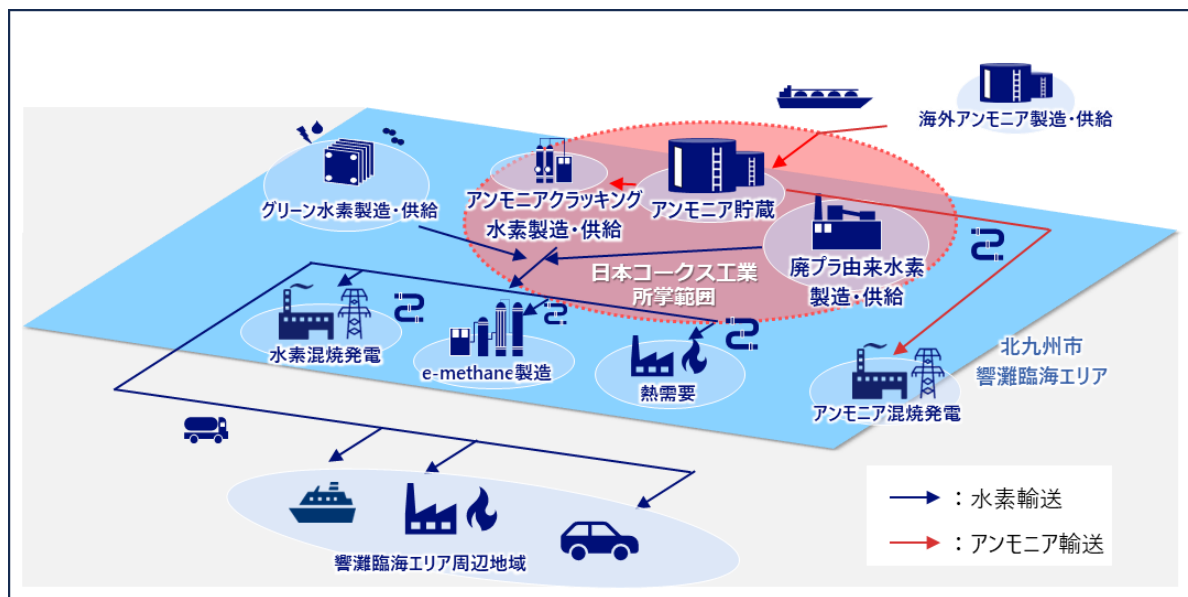 海外アンモニア製造・供給
グリーン水素製造・供給
アンモニアクラッキング
水素製造・供給
アンモニア貯蔵
廃プラ由来水素
製造・供給
日本コークス工業
所掌範囲
水素混焼発電
e-methane製造
熱需要
アンモニア混焼発電
北九州市
響灘臨海エリア
響灘臨海エリア周辺地域
：水素輸送
：アンモニア輸送